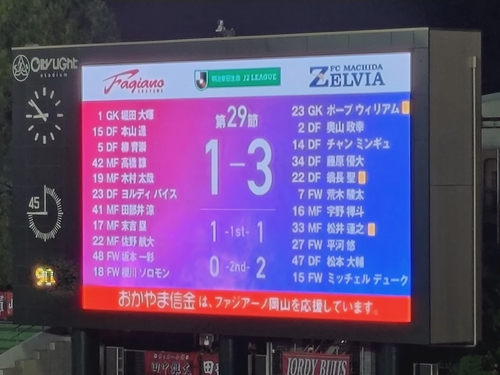 CITYLIGHT
stadium
Fagiano
OKAYAMA
明治安田生命 J2 LEAGUE
FC MACHIDA
ZELVIA
第29節
1-3
1 -1st- 1
0 -2nd- 2
1 GK 堀田 大暉
15 DF 本山 遥
5 DF 柳 育崇
42 MF 高橋 諒
19 MF 木村 太哉
23 DF ヨルディ バイス
41 MF 田部井 涼
17 MF 末吉 塁
22 MF 佐野 航大
48 FW 坂本 一彩
18 FW 櫻川 ソロモン
23 GK ポープ ウィリアム
2 DF 奥山 政幸
14 DF チャン ミンギュ
34 DF 藤原 優大
22 DF 翁長 聖
7 FW 荒木 駿太
16 MF 宇野 禅斗
33 MF 松井 蓮之
27 FW 平河 悠
47 DF 松本 大輔
15 FW ミッチェル デューク
45
90
おかやま信金は、ファジアーノ岡山を応援しています。
JORDY BUIJS